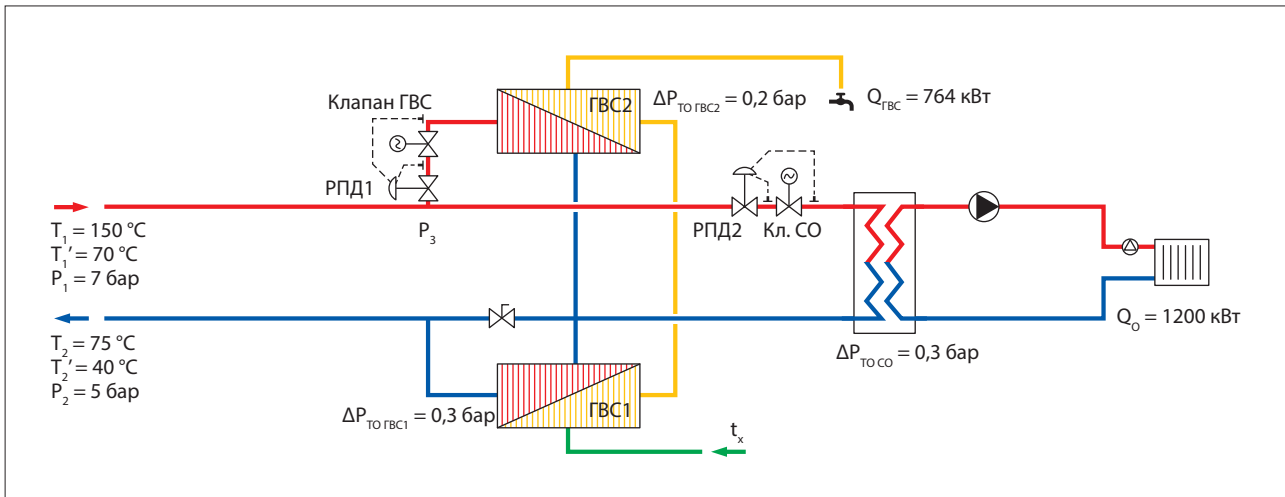 Клапан ГВС
ГВС2
ΔP ТО ГВС2 = 0,2 бар
Q ГВС = 764 кВт
РПД1
P₃
РПД2
Кл. СО
T₁ = 150 °C
T₁’ = 70 °C
P₁ = 7 бар
T₂ = 75 °C
T₂’ = 40 °C
P₂ = 5 бар
ΔP ТО СО = 0,3 бар
Q О = 1200 кВт
ГВС1
ΔP ТО ГВС1 = 0,3 бар
tₓ